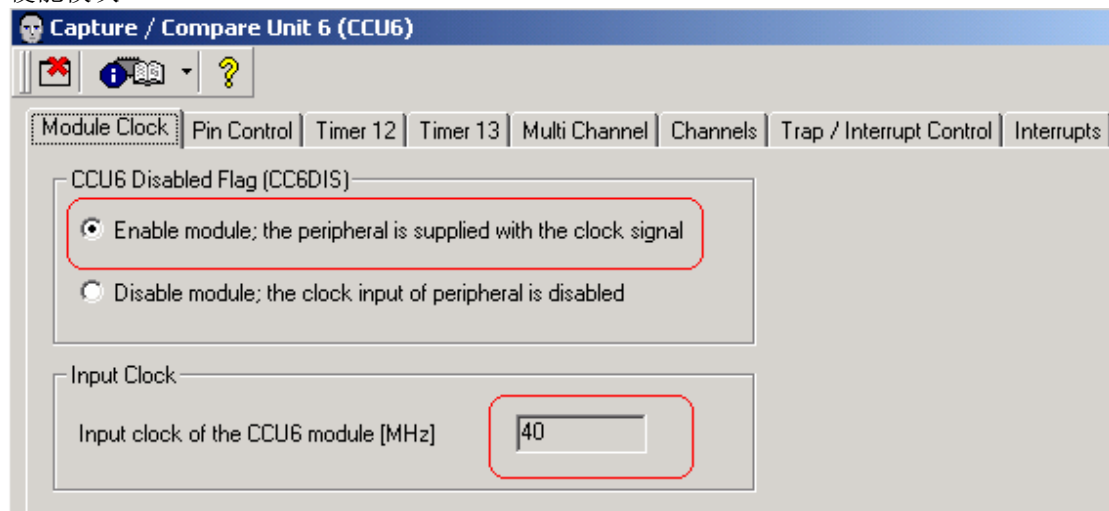 Capture / Compare Unit 6 (CCU6)
Module Clock Pin Control Timer 12 Timer 13 Multi Channel Channels Trap / Interrupt Control Interrupts
CCU6 Disabled Flag (CC6DIS)
Enable module; the peripheral is supplied with the clock signal
Disable module; the clock input of peripheral is disabled
Input Clock
Input clock of the CCU6 module [MHz] 40